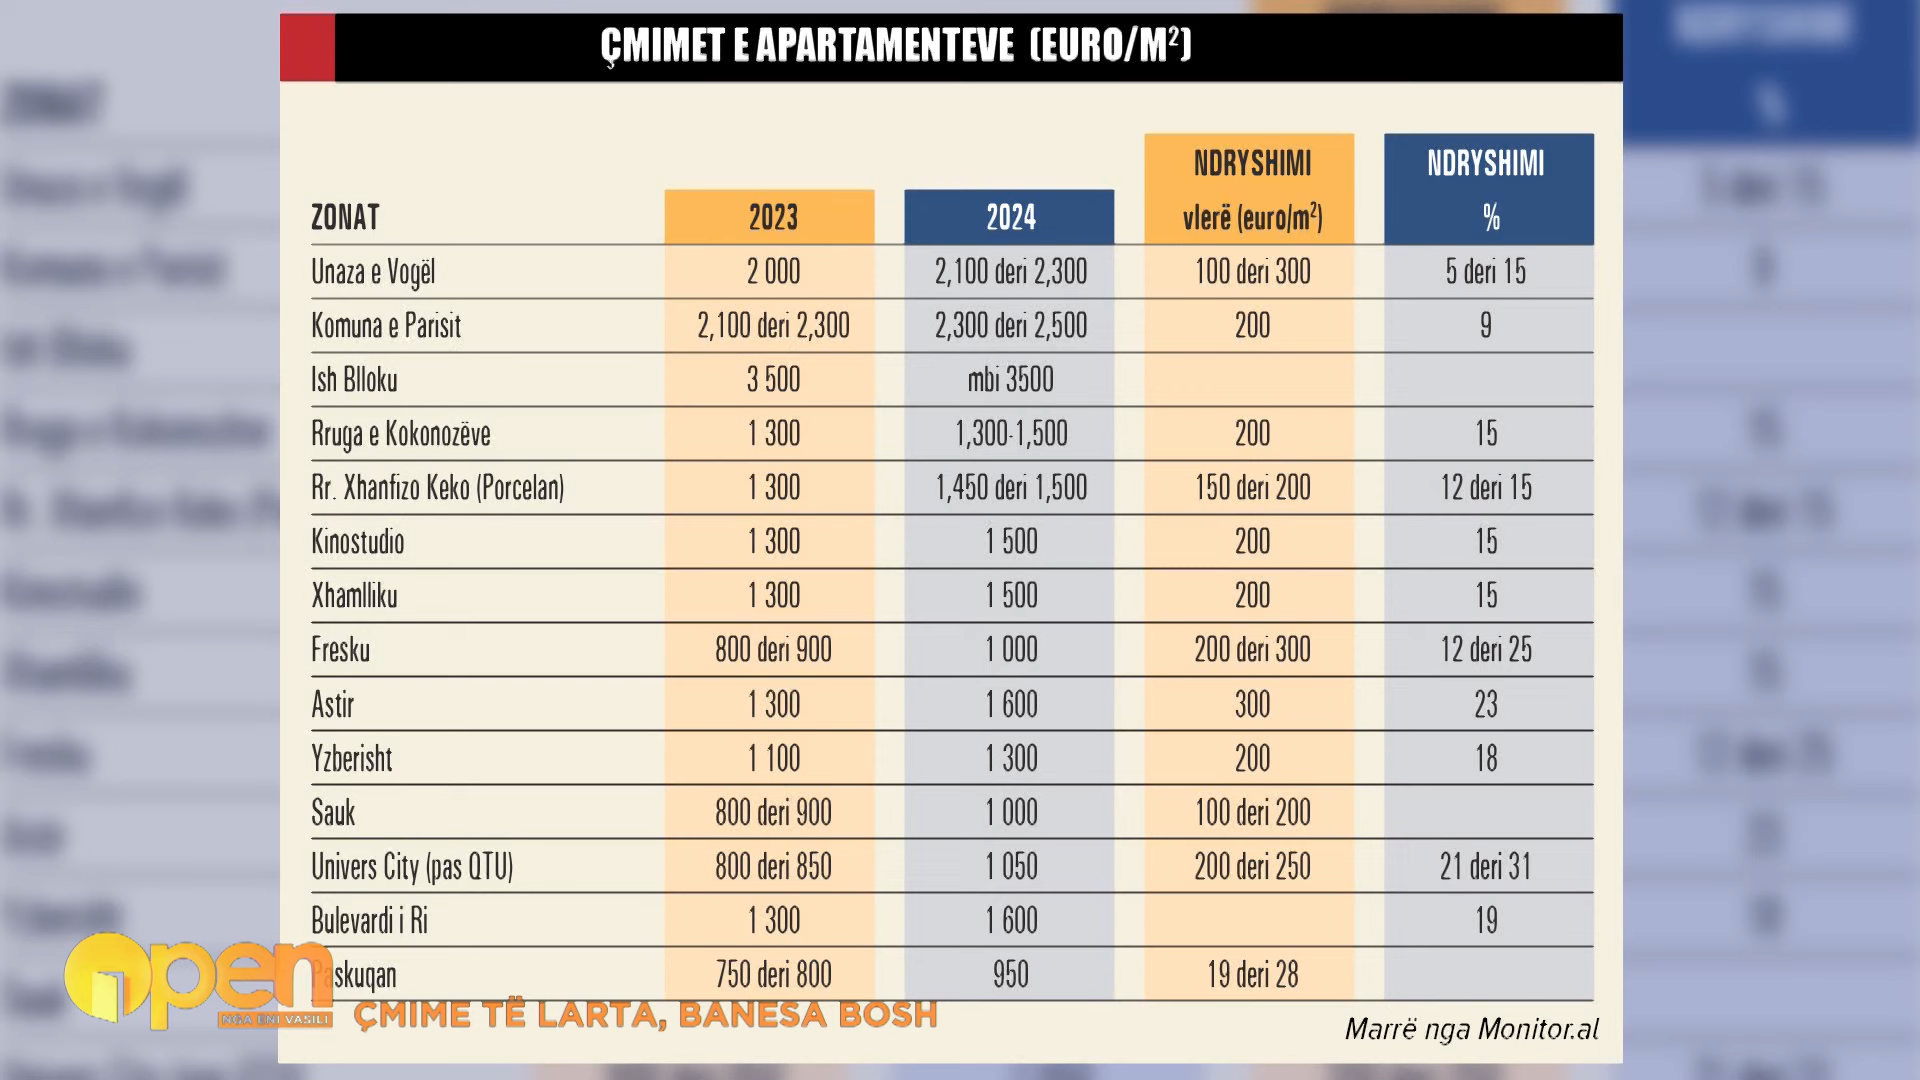 ÇMIMET E APARTAMENTEVE (EURO/M²)
NDRYSHIMI
%
ZONAT 2023 2024 NDRYSHIMI vlerë (euro/m²) NDRYSHIMI %
Unaza e Vogël 2 000 2,100 deri 2,300 100 deri 300 5 deri 15
Komuna e Parisit 2,100 deri 2,300 2,300 deri 2,500 200 9
Ish Blloku 3 500 mbi 3500
Rruga e Kokonozëve 1 300 1,300-1,500 200 15
Rr. Xhanfizo Keko (Porcelan) 1 300 1,450 deri 1,500 150 deri 200 12 deri 15
Kinostudio 1 300 1 500 200 15
Xhamlliku 1 300 1 500 200 15
Fresku 800 deri 900 1 000 200 deri 300 12 deri 25
Astir 1 300 1 600 300 23
Yzberisht 1 100 1 300 200 18
Sauk 800 deri 900 1 000 100 deri 200
Univers City (pas QTU) 800 deri 850 1 050 200 deri 250 21 deri 31
Bulevardi i Ri 1 300 1 600 19
Paskuqan 750 deri 800 950 19 deri 28
Open
NGA ENI VASILI
ÇMIME TË LARTA, BANESA BOSH
Marrë nga Monitor.al